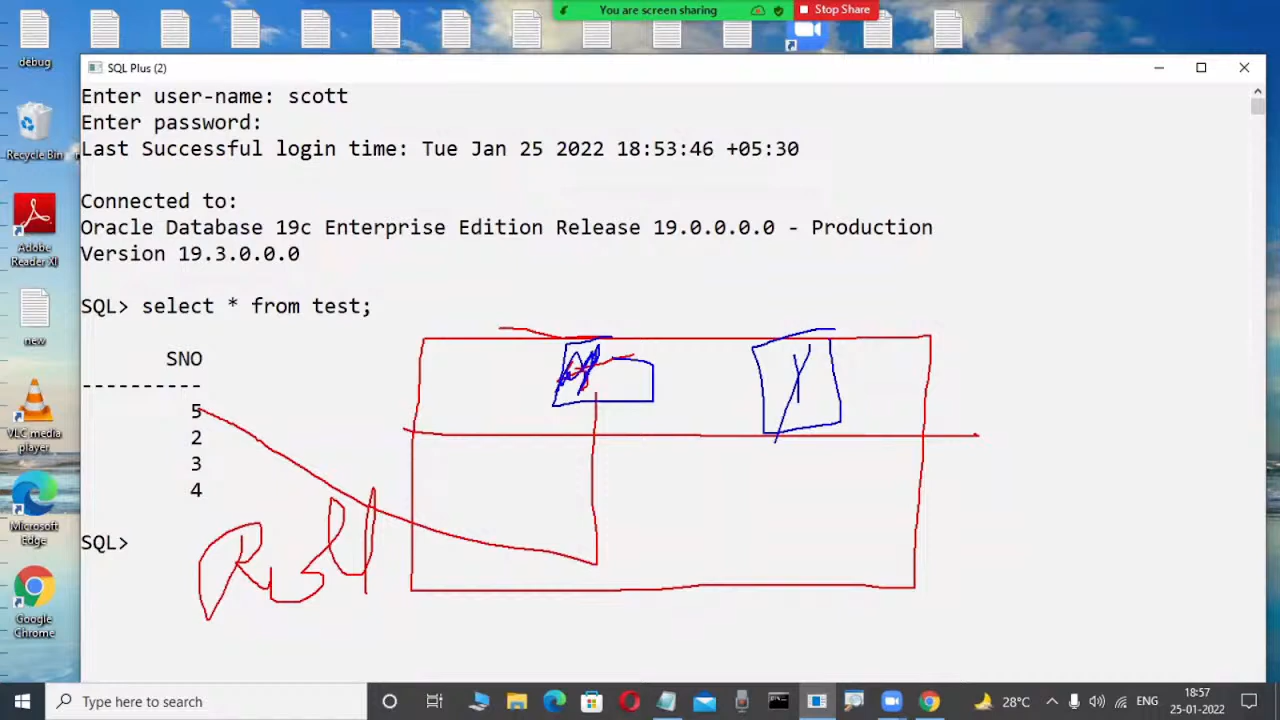 You are screen sharing
Stop Share
debug
SQL Plus (2)
Enter user-name: scott
Enter password:
Last Successful login time: Tue Jan 25 2022 18:53:46 +05:30
Recycle Bin
Connected to:
Oracle Database 19c Enterprise Edition Release 19.0.0.0.0 - Production
Version 19.3.0.0.0
Adobe
Reader XI
SQL> select * from test;
new
SNO
----------
5
2
3
4
VLC media
player
SQL>
Microsoft
Edge
Google
Chrome
Type here to search
28°C
ENG
18:57
25-01-2022